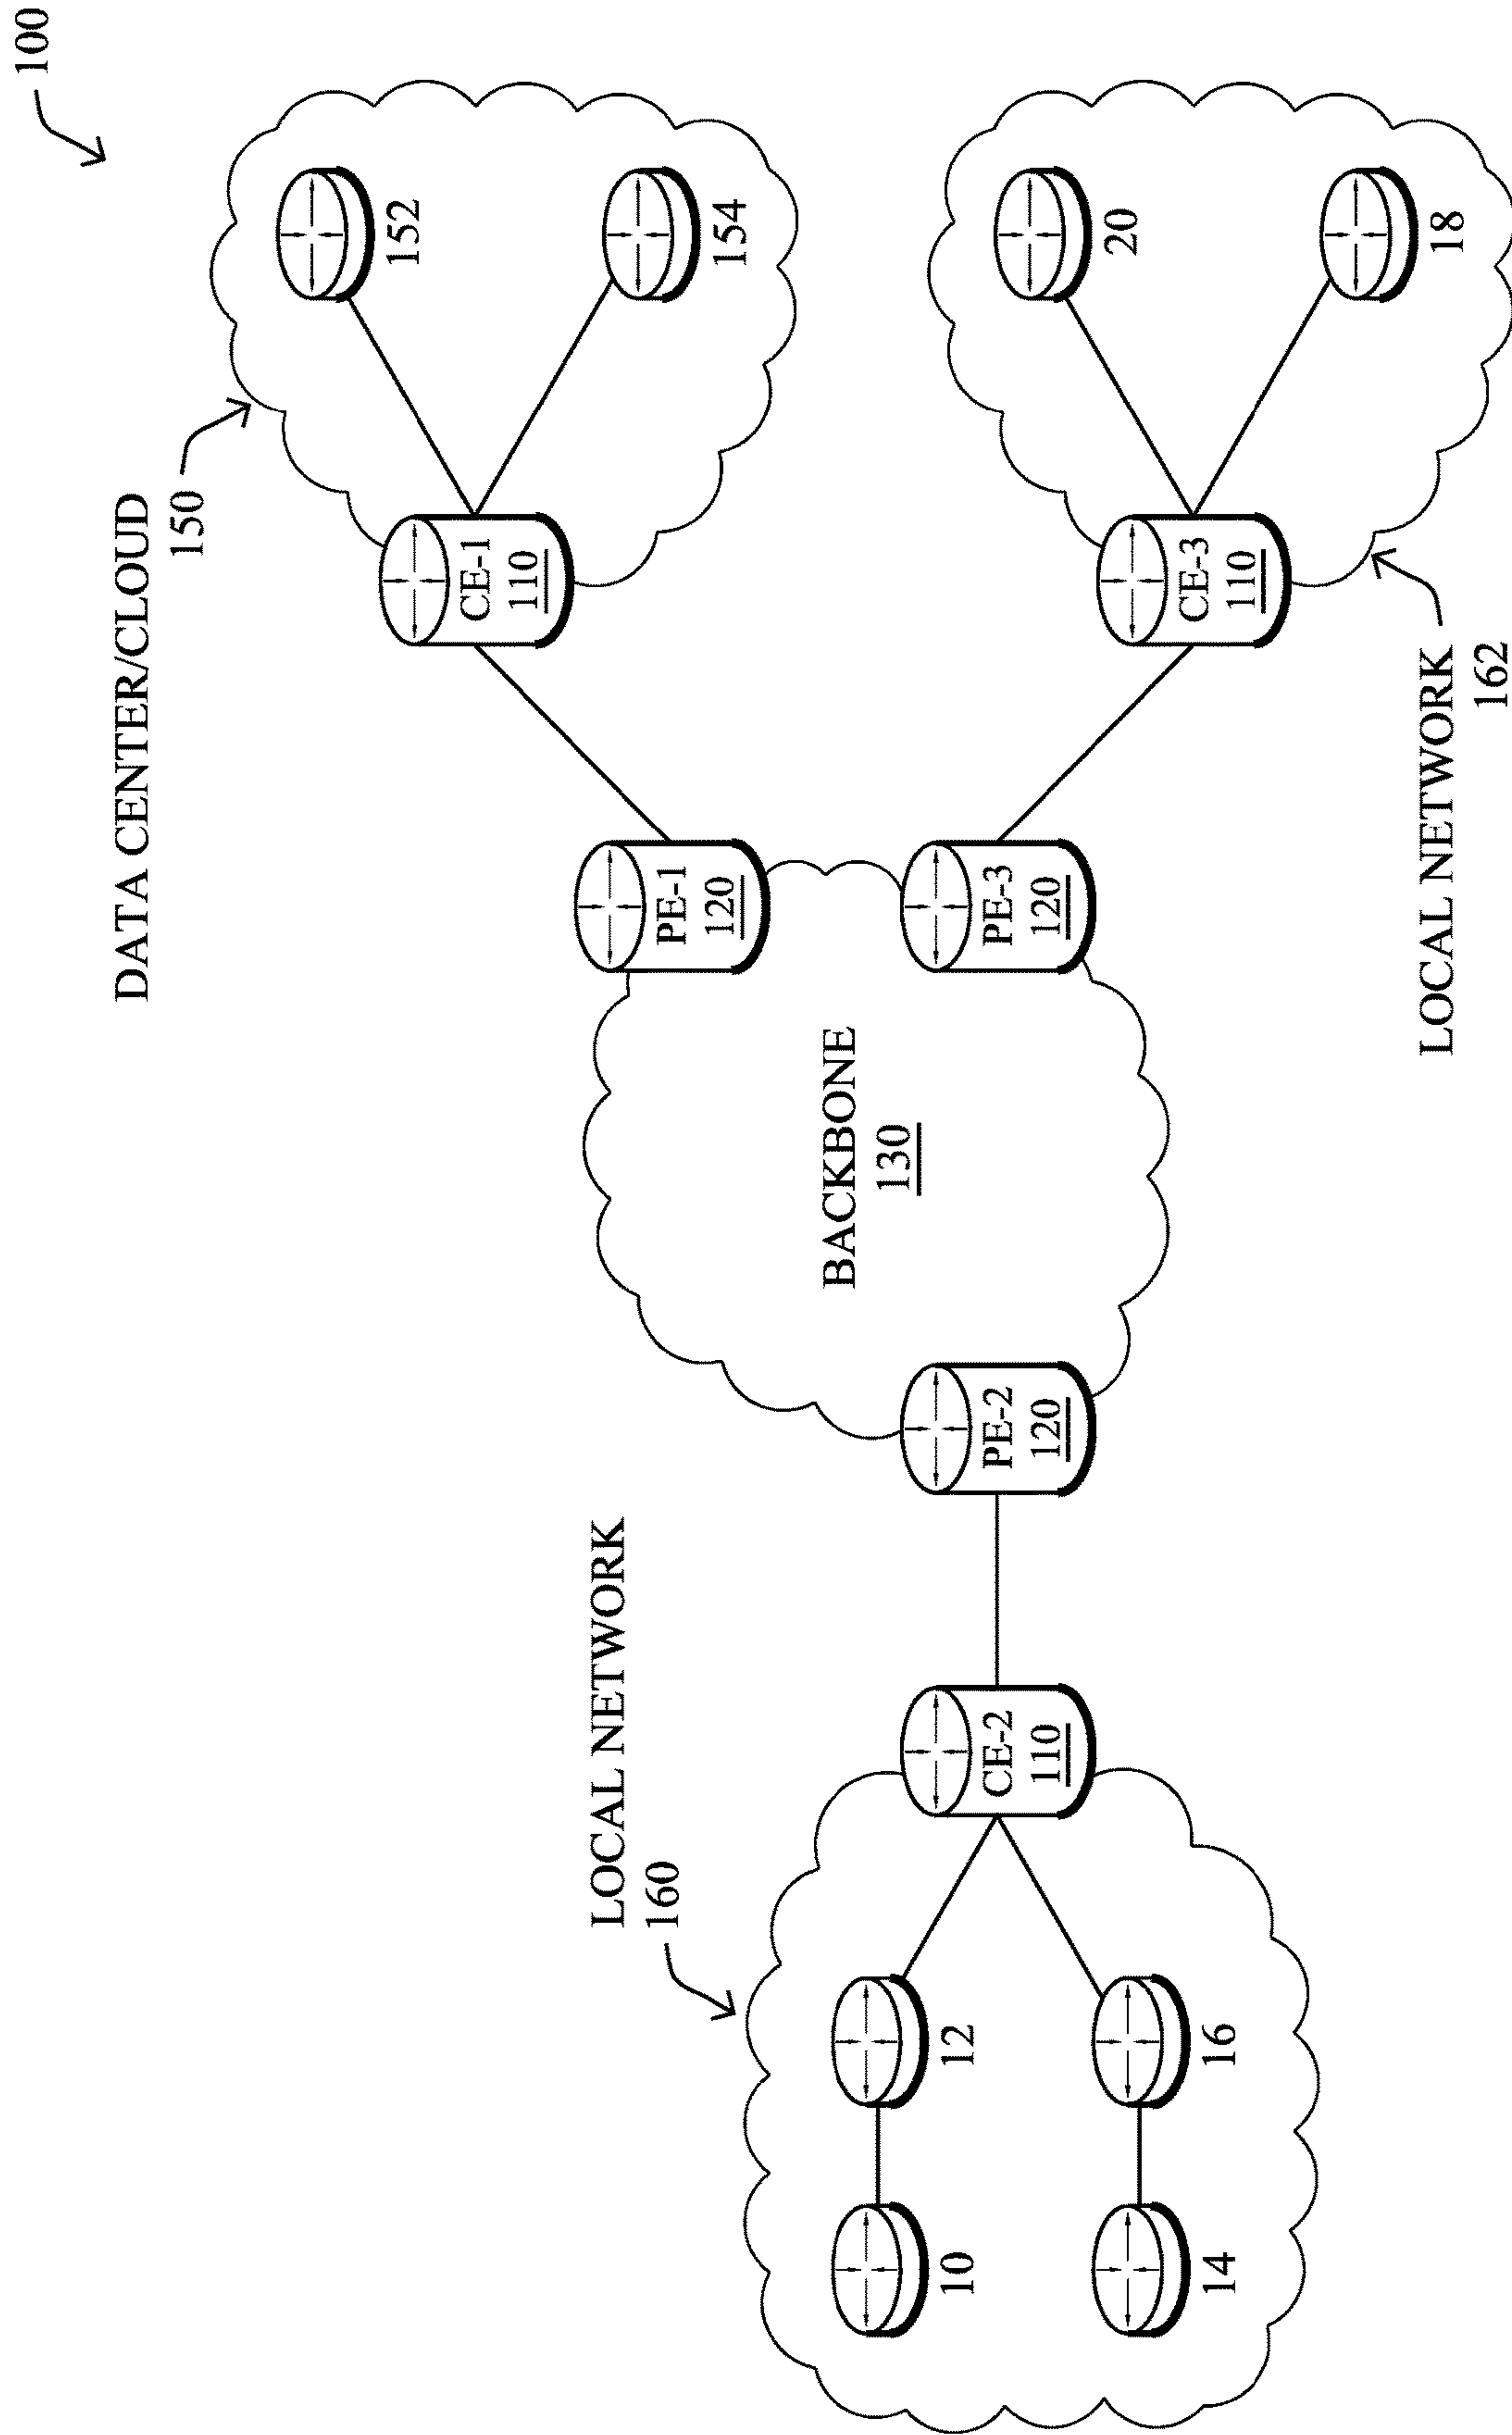 100
DATA CENTER/CLOUD
150
152
154
CE-1
110
PE-1
120
LOCAL NETWORK
160
BACKBONE
130
10
12
CE-2
110
PE-2
120
PE-3
120
CE-3
110
20
18
14
16
LOCAL NETWORK
162